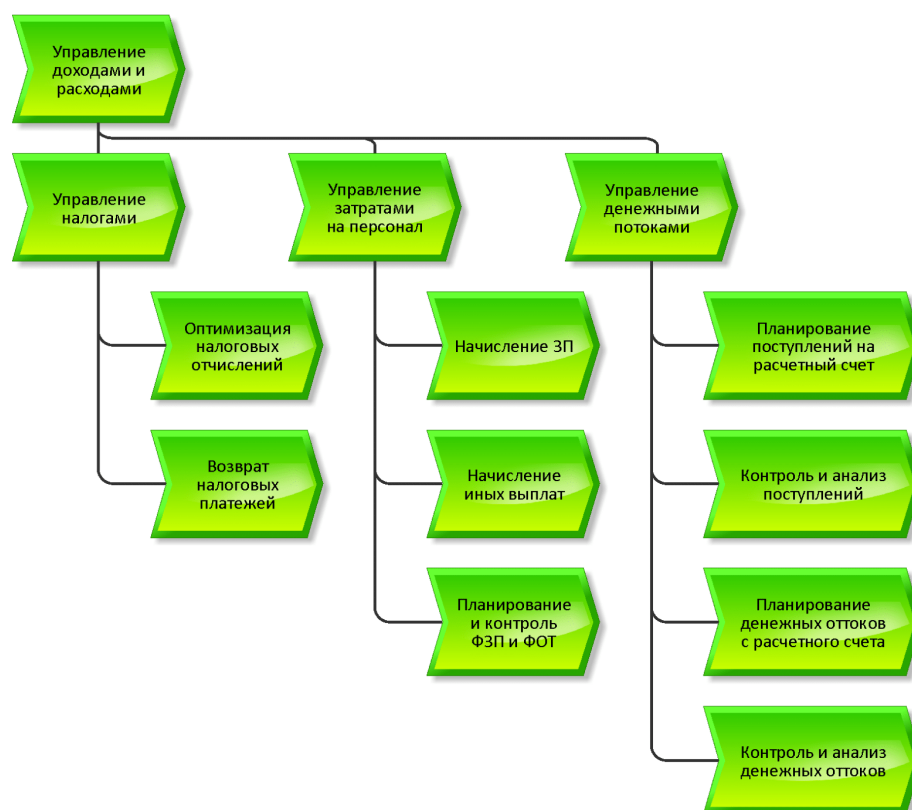 Управление
доходами и
расходами
Управление
налогами
Управление
затратами
на персонал
Управление
денежными
потоками
Оптимизация
налоговых
отчислений
Начисление ЗП
Планирование
поступлений на
расчетный счет
Возврат
налоговых
платежей
Начисление
иных выплат
Контроль и анализ
поступлений
Планирование
и контроль
ФЗП и ФОТ
Планирование
денежных оттоков
с расчетного счета
Контроль и анализ
денежных оттоков